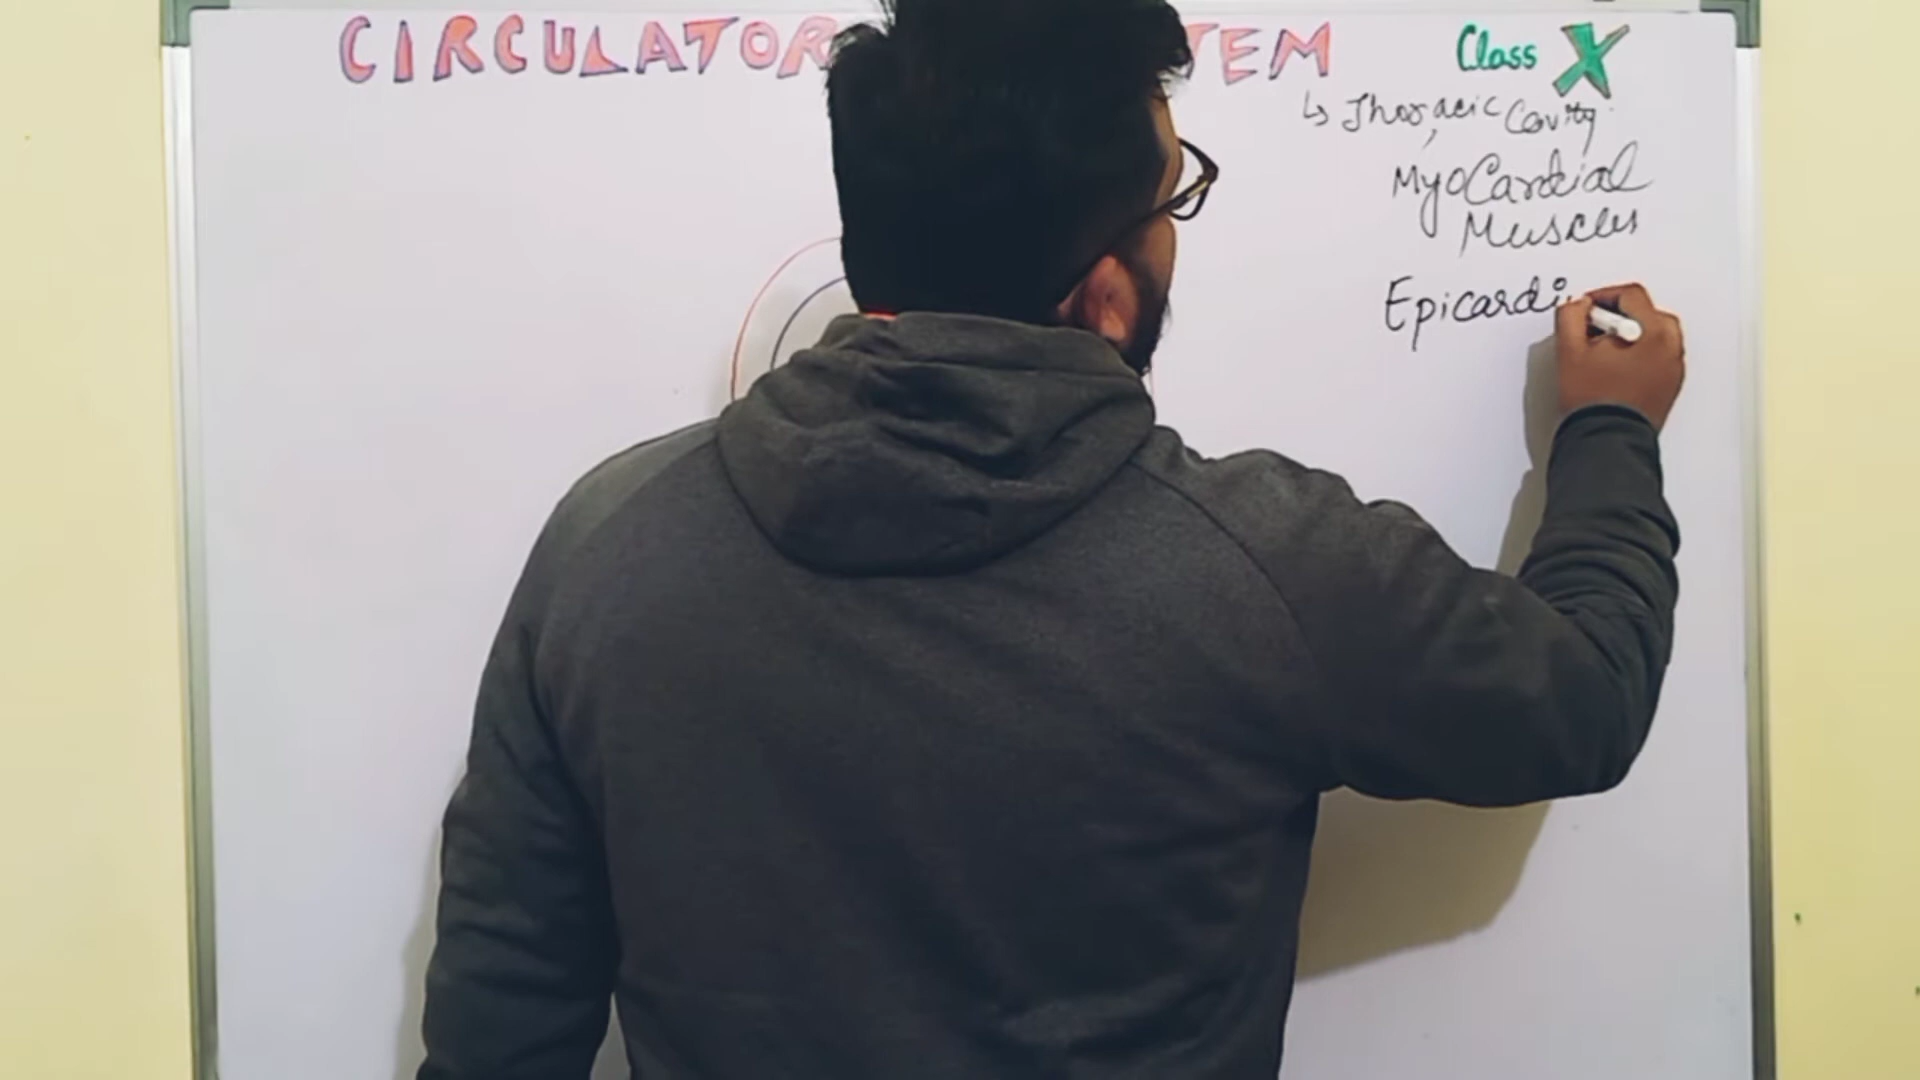 CIRCULATOR TEM Class X
↳ Thoracic Cavity
MyoCardial
Muscles
Epicardi